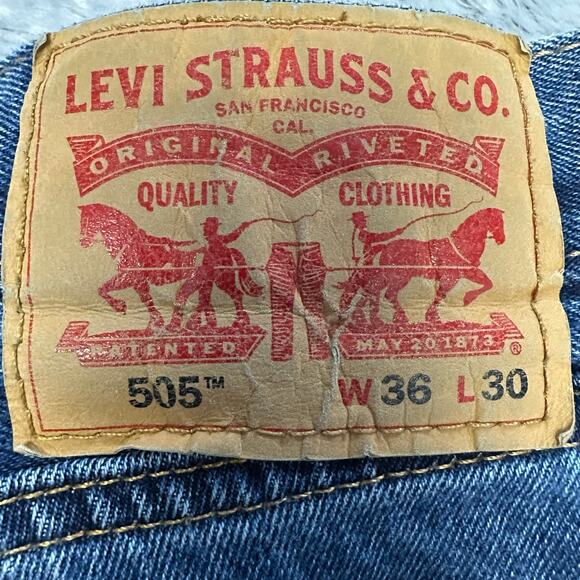 LEVI STRAUSS & CO.
SAN FRANCISCO
CAL.
ORIGINAL RIVETED
QUALITY CLOTHING
PATENTED MAY 20 1873 ®
505™ W 36 L 30